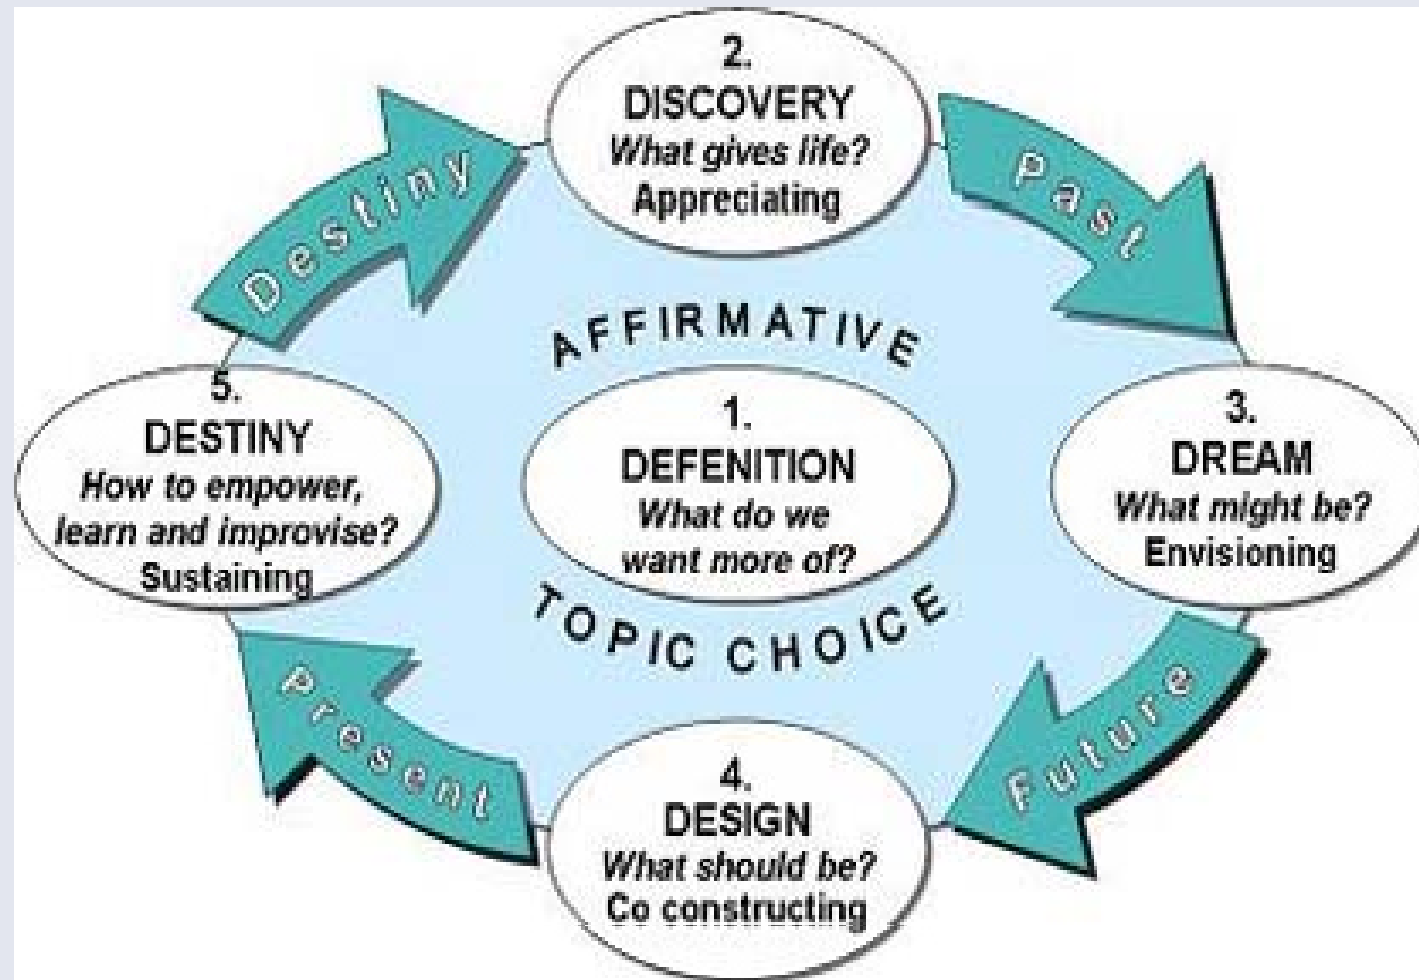 2.
DISCOVERY
What gives life?
Appreciating
Past
3.
DREAM
What might be?
Envisioning
Future
4.
DESIGN
What should be?
Co constructing
Present
5.
DESTINY
How to empower,
learn and improvise?
Sustaining
Destiny
AFFIRMATIVE
1.
DEFENITION
What do we
want more of?
TOPIC CHOICE